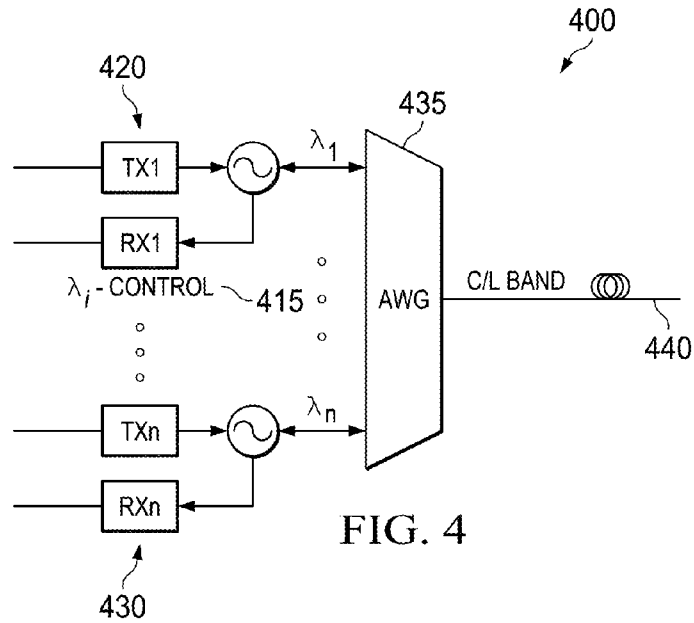 400
420
435
TX1
λ1
RX1
λi - CONTROL
415
AWG
C/L BAND
440
TXn
λn
RXn
430
FIG. 4